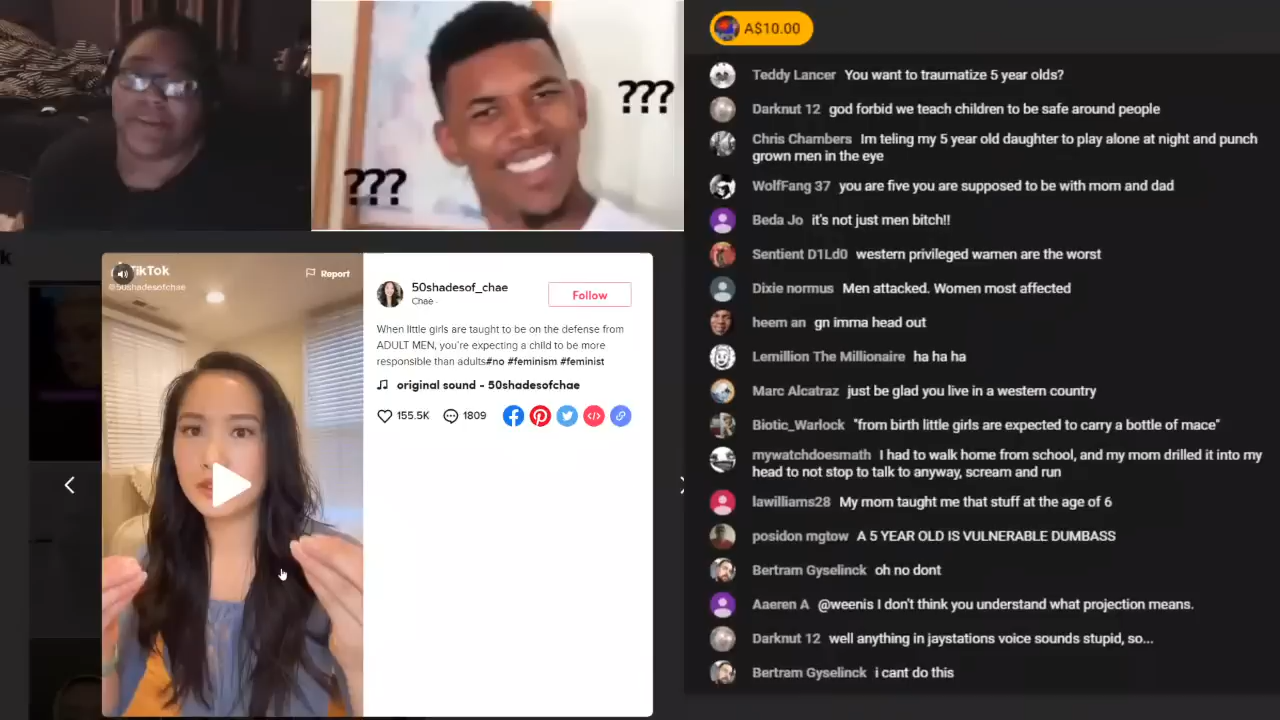 ???
???
k
TikTok
@50shadesofchae
Report
50shadesof_chae
Chae ·
Follow
When little girls are taught to be on the defense from
ADULT MEN, you're expecting a child to be more
responsible than adults#no #feminism #feminist
original sound - 50shadesofchae
155.5K
1809
A$10.00
Teddy Lancer You want to traumatize 5 year olds?
Darknut 12 god forbid we teach children to be safe around people
Chris Chambers Im teling my 5 year old daughter to play alone at night and punch
grown men in the eye
WolfFang 37 you are five you are supposed to be with mom and dad
Beda Jo it's not just men bitch!!
Sentient D1Ld0 western privileged wamen are the worst
Dixie normus Men attacked. Women most affected
heem an gn imma head out
Lemillion The Millionaire ha ha ha
Marc Alcatraz just be glad you live in a western country
Biotic_Warlock "from birth little girls are expected to carry a bottle of mace"
mywatchdoesmath I had to walk home from school, and my mom drilled it into my
head to not stop to talk to anyway, scream and run
lawilliams28 My mom taught me that stuff at the age of 6
posidon mgtow A 5 YEAR OLD IS VULNERABLE DUMBASS
Bertram Gyselinck oh no dont
Aaeren A @weenis I don't think you understand what projection means.
Darknut 12 well anything in jaystations voice sounds stupid, so...
Bertram Gyselinck i cant do this